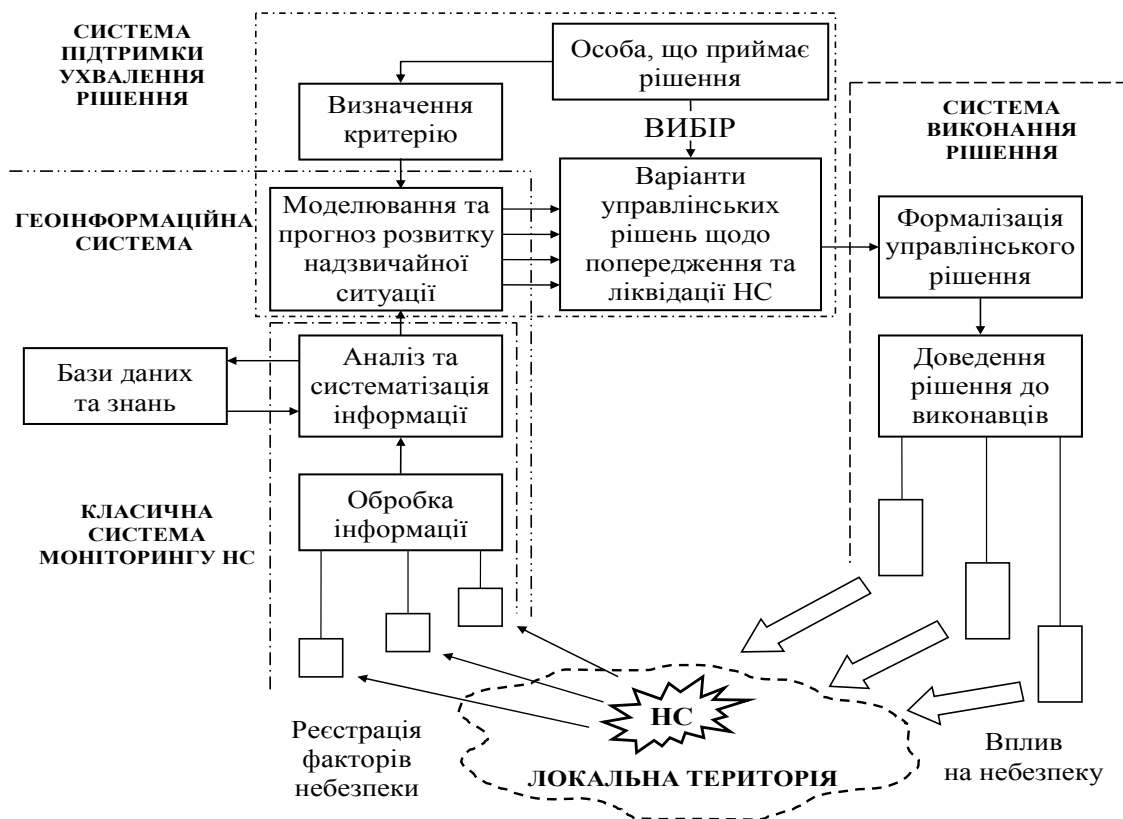 СИСТЕМА
ПІДТРИМКИ
УХВАЛЕННЯ
РІШЕННЯ
Особа, що приймає
рішення
Визначення
критерію
ВИБІР
СИСТЕМА
ВИКОНАННЯ
РІШЕННЯ
ГЕОІНФОРМАЦІЙНА
СИСТЕМА
Моделювання та
прогноз розвитку
надзвичайної
ситуації
Варіанти
управлінських
рішень щодо
попередження та
ліквідації НС
Формалізація
управлінського
рішення
Бази даних
та знань
Аналіз та
систематізація
інформації
Доведення
рішення до
виконавців
КЛАСИЧНА
СИСТЕМА
МОНІТОРИНГУ НС
Обробка
інформації
НС
Реєстрація
факторів
небезпеки
ЛОКАЛЬНА ТЕРИТОРІЯ
Вплив
на небезпеку